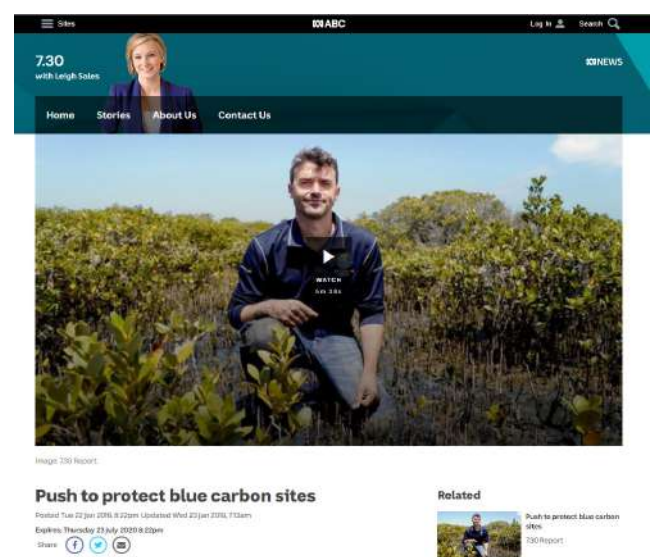 Sites
ABC
Log In
Search
7.30
with Leigh Sales
NEWS
Home Stories About Us Contact Us
WATCH
5m 38s
Image: 7.30 Report
Push to protect blue carbon sites
Related
Posted Tue 22 Jan 2019, 8:22pm Updated Wed 23 Jan 2019, 7:13am
Expires: Thursday 23 July 2020 8:22pm
Share
Push to protect blue carbon
sites
7.30 Report